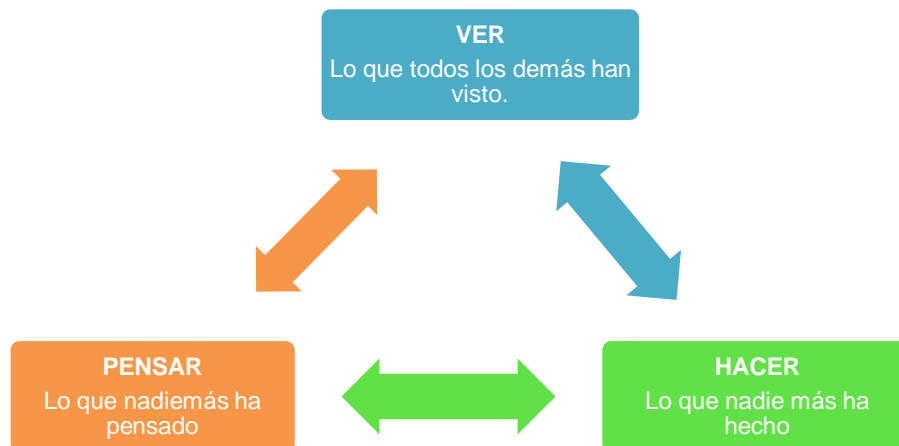 VER
Lo que todos los demás han
visto.
PENSAR
Lo que nadiemás ha
pensado
HACER
Lo que nadie más ha
hecho